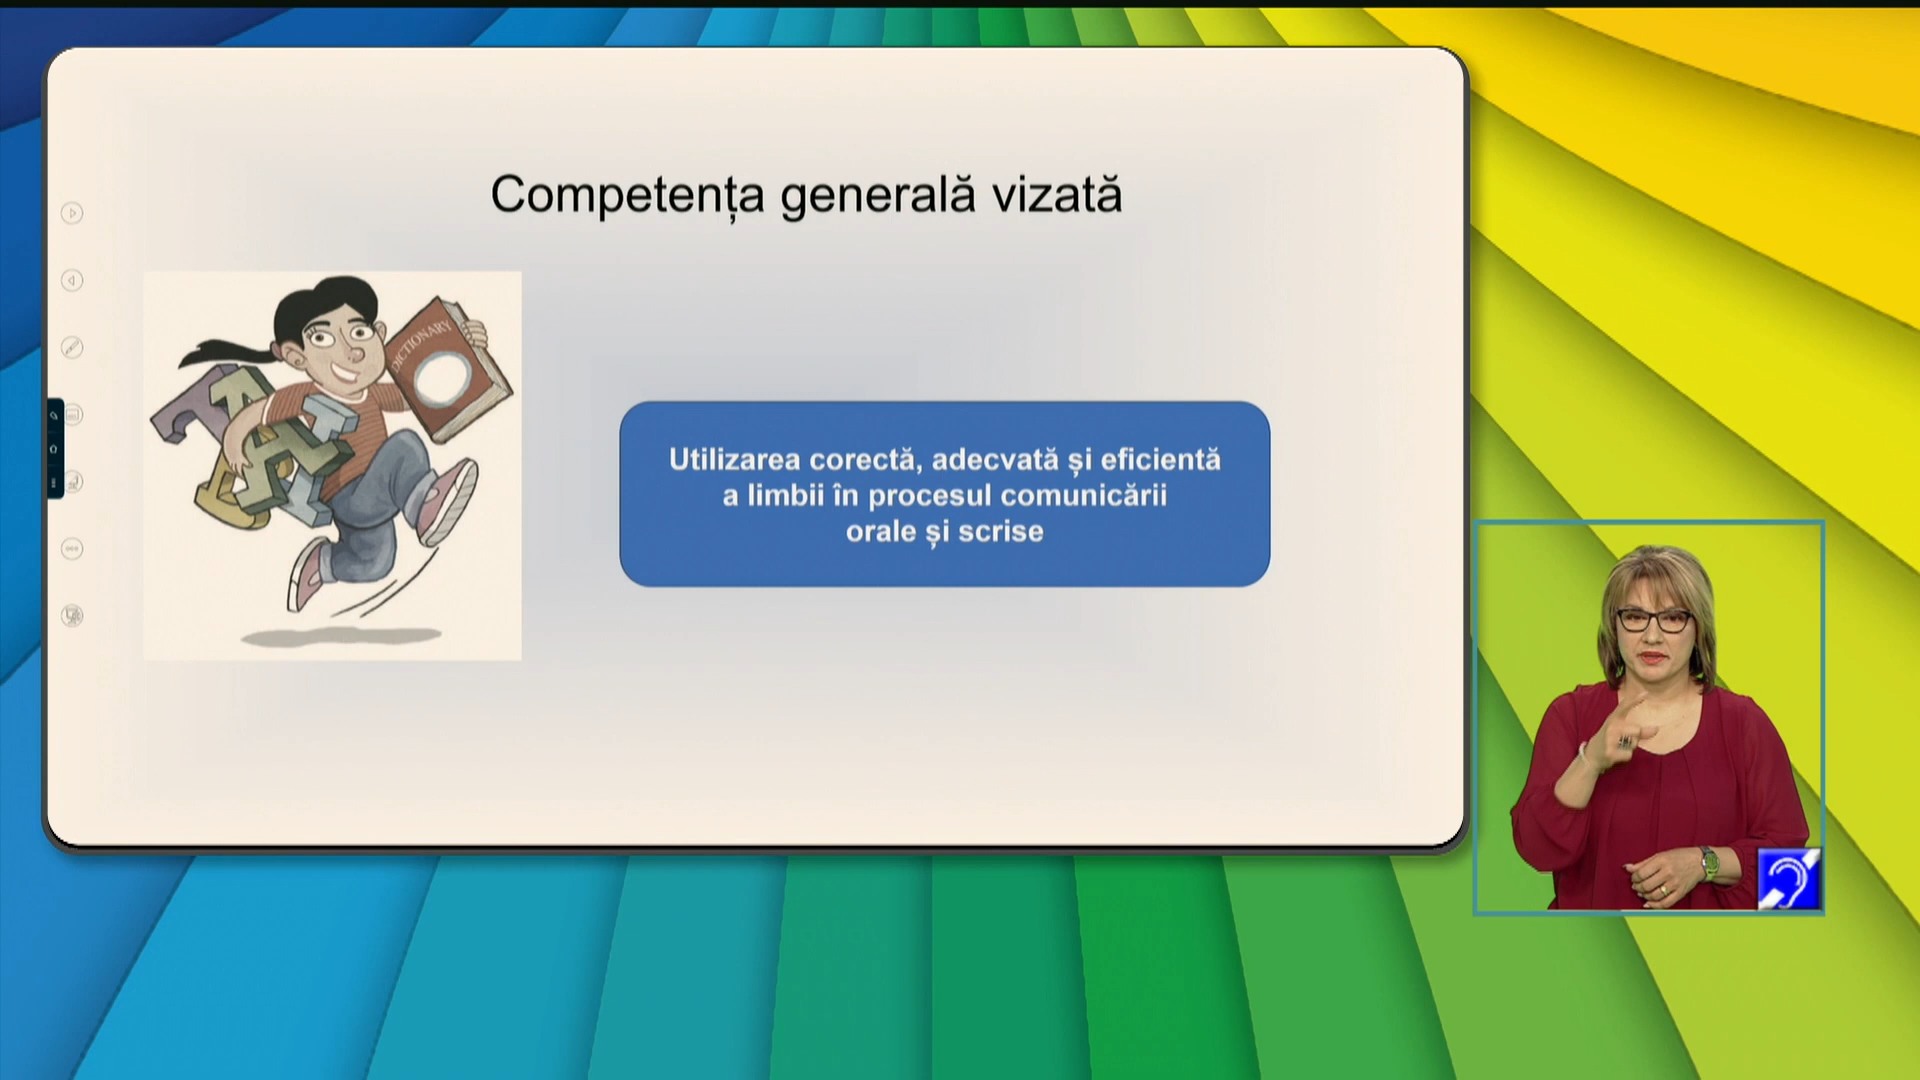 Competența generală vizată
DICTIONARY
Utilizarea corectă, adecvată și eficientă
a limbii în procesul comunicării
orale și scrise